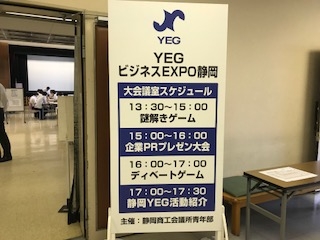 YEG
YEG
ビジネスEXPO静岡
大会議室スケジュール
13：30～15：00
謎解きゲーム
15：00～16：00
企業PRプレゼン大会
16：00～17：00
ディベートゲーム
17：00～17：30
静岡YEG活動紹介
主催：静岡商工会議所青年部